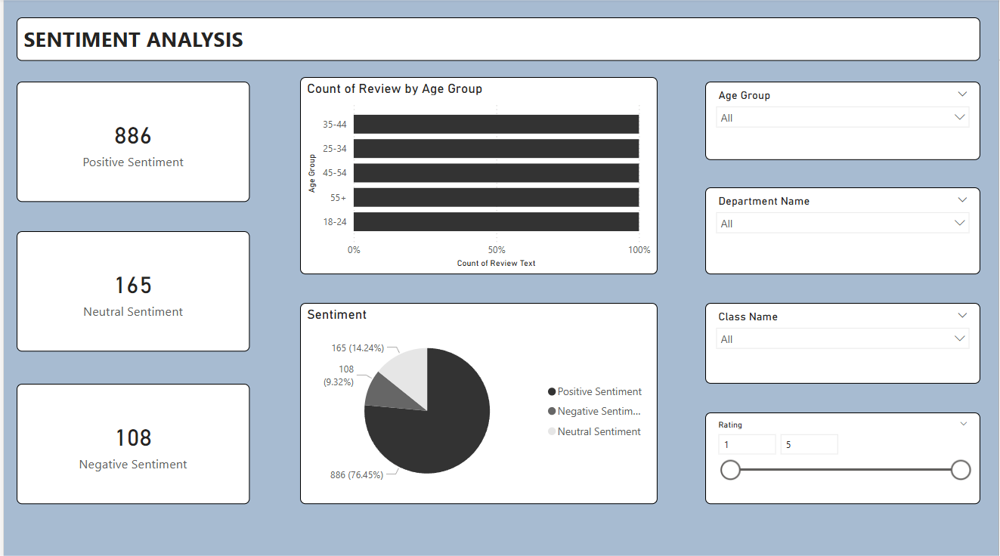 SENTIMENT ANALYSIS
886
Positive Sentiment
165
Neutral Sentiment
108
Negative Sentiment
Count of Review by Age Group
Age Group
35-44
25-34
45-54
55+
18-24
0%
50%
100%
Count of Review Text
Sentiment
165 (14.24%)
108
(9.32%)
886 (76.45%)
Positive Sentiment
Negative Sentim...
Neutral Sentiment
Age Group
All
Department Name
All
Class Name
All
Rating
1
5